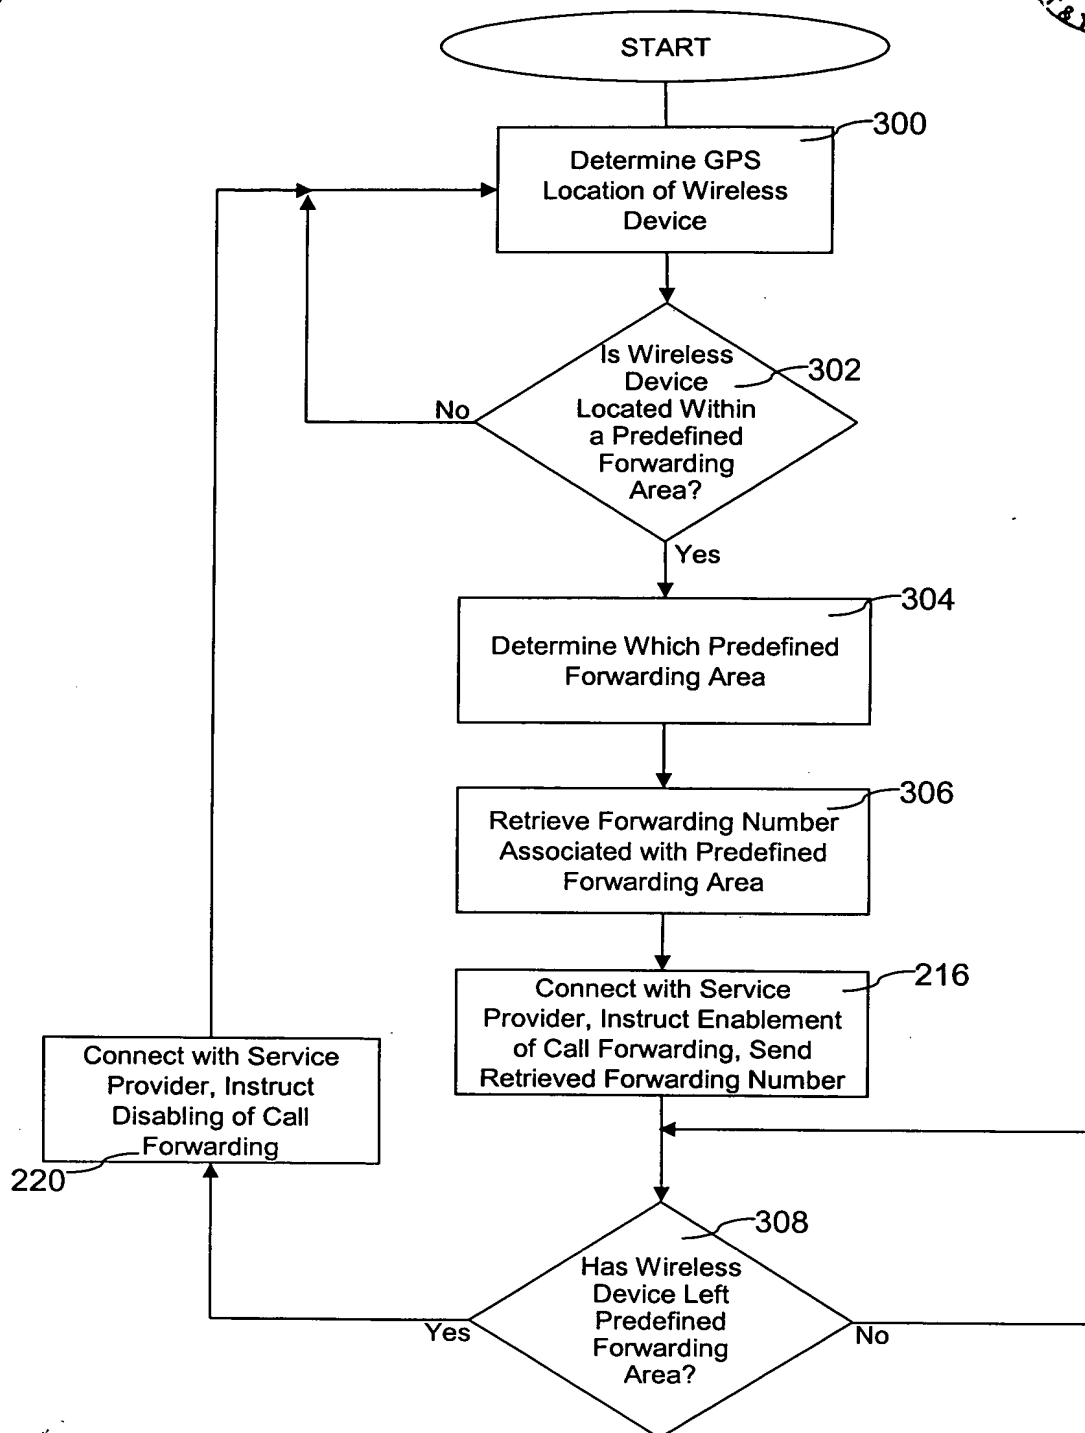 START
300
Determine GPS
Location of Wireless
Device
Is Wireless
Device
Located Within
a Predefined
Forwarding
Area?
302
No
Yes
304
Determine Which Predefined
Forwarding Area
306
Retrieve Forwarding Number
Associated with Predefined
Forwarding Area
216
Connect with Service
Provider, Instruct Enablement
of Call Forwarding, Send
Retrieved Forwarding Number
Connect with Service
Provider, Instruct
Disabling of Call
Forwarding
220
308
Has Wireless
Device Left
Predefined
Forwarding
Area?
Yes
No